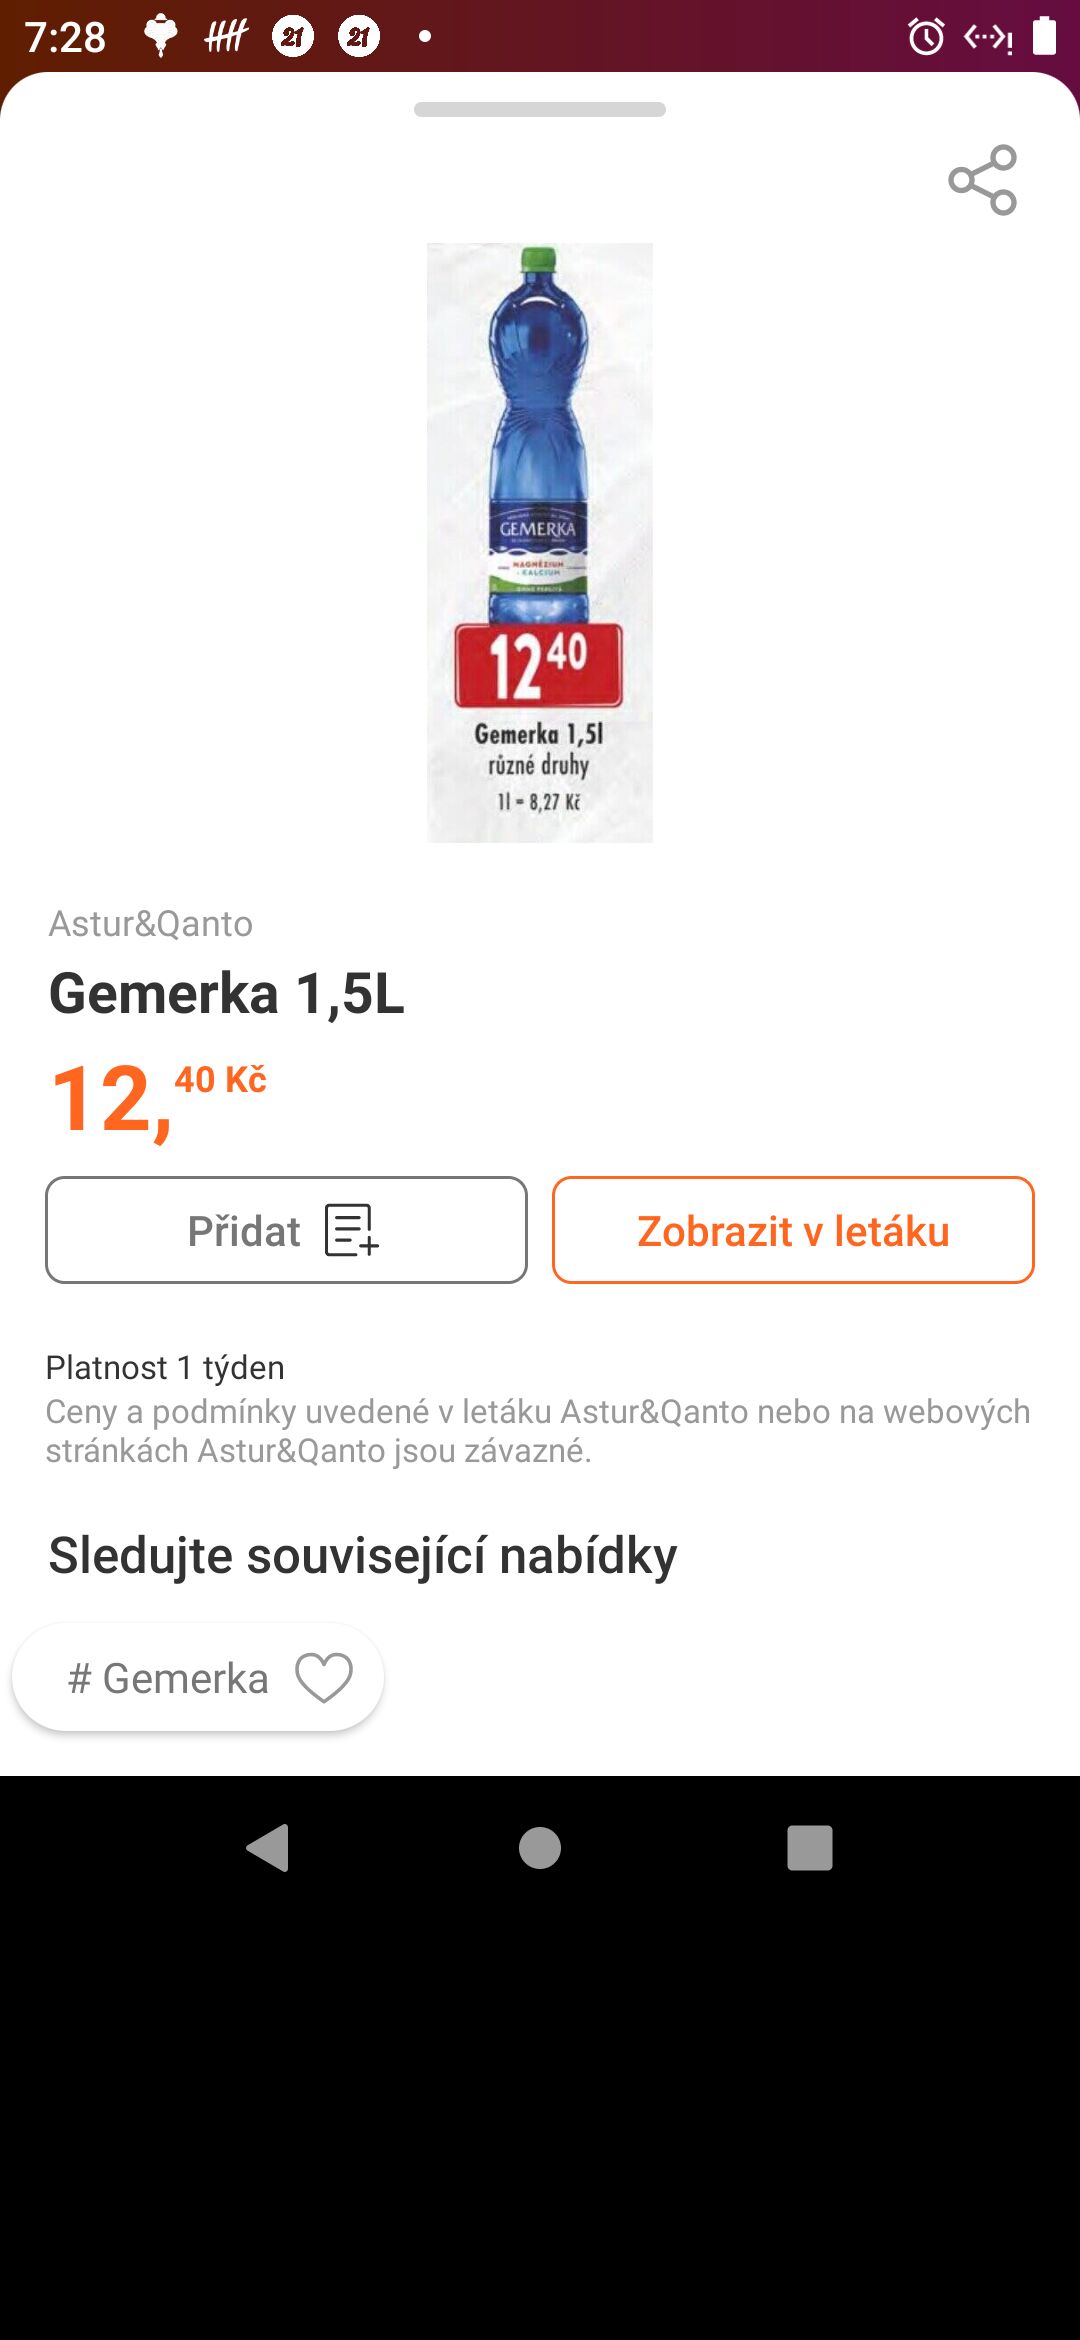 7:28
21
21
GEMERKA
MAGNÉZIUM
CALCIUM
12 40
Gemerka 1,5l
různé druhy
1l = 8,27 Kč
Astur&Qanto
Gemerka 1,5L
12,40 Kč
Přidat
Zobrazit v letáku
Platnost 1 týden
Ceny a podmínky uvedené v letáku Astur&Qanto nebo na webových
stránkách Astur&Qanto jsou závazné.
Sledujte související nabídky
# Gemerka